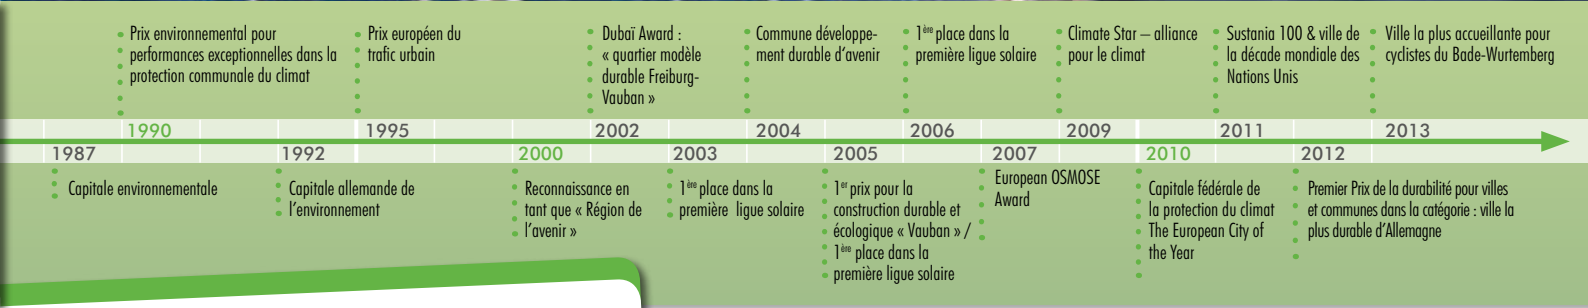 Prix environnemental pour
performances exceptionnelles dans la
protection communale du climat
Prix européen du
trafic urbain
Dubaï Award :
« quartier modèle
durable Freiburg-
Vauban »
Commune développe-
ment durable d’avenir
1ère place dans la
première ligue solaire
Climate Star – alliance
pour le climat
Sustania 100 & ville de
la décade mondiale des
Nations Unis
Ville la plus accueillante pour
cyclistes du Bade-Wurtemberg
1990 1995 2002 2004 2006 2009 2011 2013
1987 1992 2000 2003 2005 2007 2010 2012
Capitale environnementale
Capitale allemande de
l’environnement
Reconnaissance en
tant que « Région de
l’avenir »
1ère place dans la
première ligue solaire
1er prix pour la
construction durable et
écologique « Vauban » /
1ère place dans la
première ligue solaire
European OSMOSE
Award
Capitale fédérale de
la protection du climat
The European City of
the Year
Premier Prix de la durabilité pour villes
et communes dans la catégorie : ville la
plus durable d’Allemagne